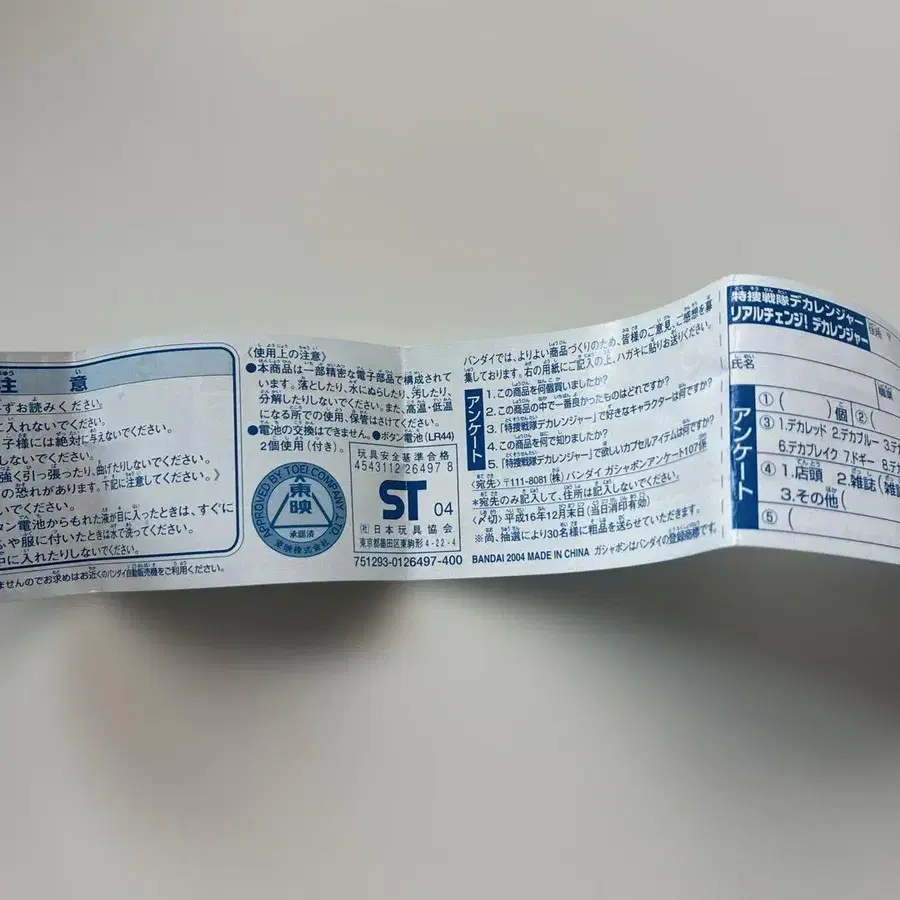 注意
ずお読みください。
に入れないでください。
子様には絶対に与えないでください。
しないでください。
強く引っ張ったり、曲げたりしないでください。
の恐れがあります。下記に注意してください。》
いでください。
タン電池からもれた液が目に入ったときは、すぐに
や服に付いたときは水で洗ってください。
中に入れたりしないでください。
ませんのでお求めはお近くのバンダイ自動販売機をご利用ください。
《使用上の注意》
●本商品は一部精密な電子部品で構成されて
います。落としたり、水にぬらしたり、汚したり、
分解したりしないでください。また、高温・低温
になる所での使用、保管はさけてください。
●電池の交換はできません。●ボタン電池(LR44)
2個使用(付き)。
APPROVED BY TOEI COMPANY, LTD.
東映
承認済
東映株式会社
玩具安全基準合格
4543112 26497 8
ST 04
(社)日本玩具協会
東京都墨田区東駒形4-22-4
751293-0126497-400
バンダイでは、よりよい商品づくりのため、皆様のご意見、ご感想を募
集しております。右の用紙にご記入の上、ハガキに貼りお送りください。
アンケート
1. この商品を何個買いましたか?
2. この商品の中で一番良かったものはどれですか?
3. 「特捜戦隊デカレンジャー」で好きなキャラクターは何ですか?
4. この商品を何で知りましたか?
5. 「特捜戦隊デカレンジャー」で欲しいカプセルアイテムは何ですか?
〈宛先〉〒111-8081 (株)バンダイ ガシャポンアンケート107係
*宛先のみ記入して、住所は記入しないでください。
〈〆切〉平成16年12月末日(当日消印有効)
※尚、抽選により30名様に粗品を送らせていただきます。
BANDAI 2004 MADE IN CHINA ガシャポンはバンダイの登録商標です。
特捜戦隊デカレンジャー
リアルチェンジ! デカレンジャー
氏名
アンケート
① ( )個 ② (
③ 1.デカレッド 2.デカブルー 3.デ
6.デカブレイク 7.ドギー 8.デ
④ 1.店頭 2.雑誌(雑誌
3.その他(
⑤ (